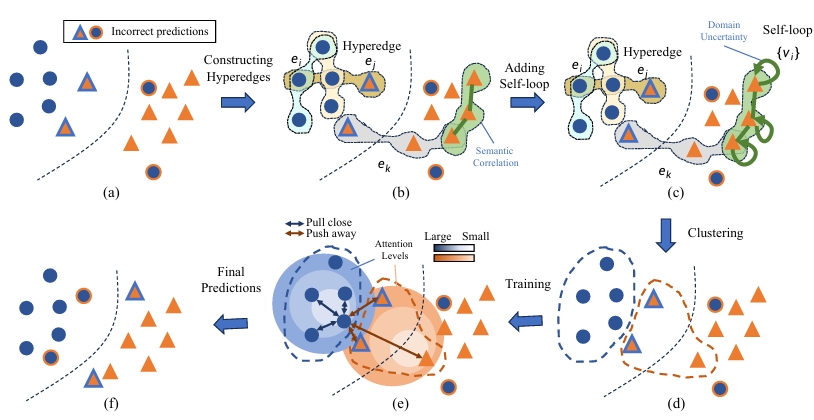 Incorrect predictions
Constructing
Hyperedges
Hyperedge
e_i
e_j
e_k
Semantic
Correlation
Adding
Self-loop
Hyperedge
e_i
e_j
e_k
Domain
Uncertainty
Self-loop
{v_i}
(a)
(b)
(c)
Clustering
Final
Predictions
Pull close
Push away
Attention
Levels
Large Small
Training
(f)
(e)
(d)